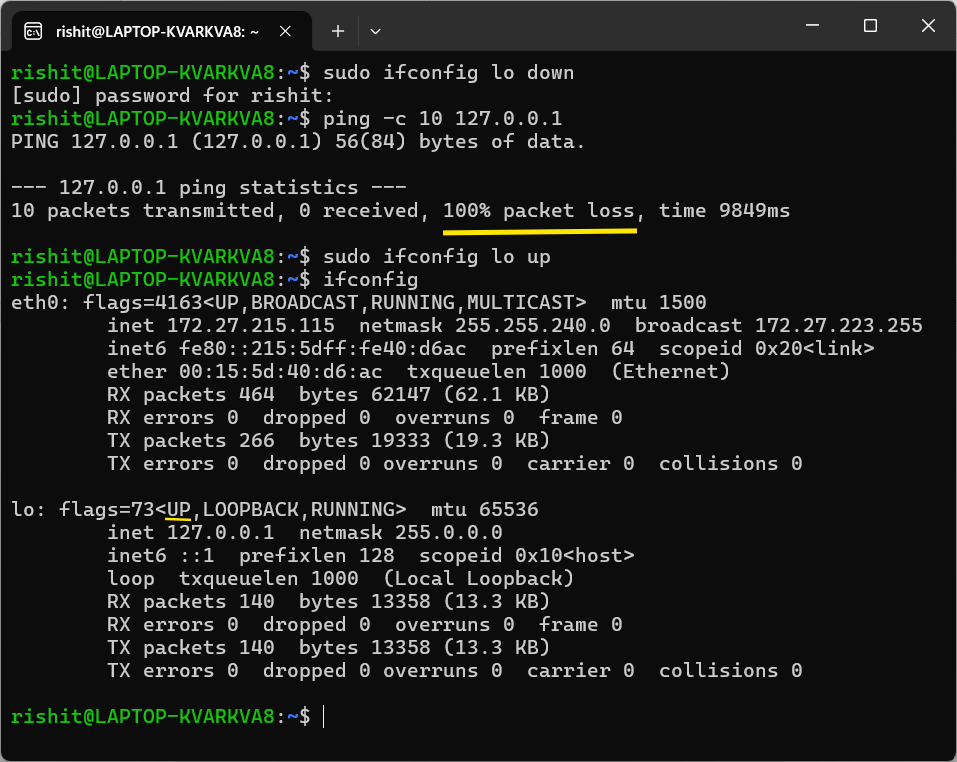 rishit@LAPTOP-KVARKVA8: ~
rishit@LAPTOP-KVARKVA8:~$ sudo ifconfig lo down
[sudo] password for rishit:
rishit@LAPTOP-KVARKVA8:~$ ping -c 10 127.0.0.1
PING 127.0.0.1 (127.0.0.1) 56(84) bytes of data.

--- 127.0.0.1 ping statistics ---
10 packets transmitted, 0 received, 100% packet loss, time 9849ms

rishit@LAPTOP-KVARKVA8:~$ sudo ifconfig lo up
rishit@LAPTOP-KVARKVA8:~$ ifconfig
eth0: flags=4163<UP,BROADCAST,RUNNING,MULTICAST>  mtu 1500
        inet 172.27.215.115  netmask 255.255.240.0  broadcast 172.27.223.255
        inet6 fe80::215:5dff:fe40:d6ac  prefixlen 64  scopeid 0x20<link>
        ether 00:15:5d:40:d6:ac  txqueuelen 1000  (Ethernet)
        RX packets 464  bytes 62147 (62.1 KB)
        RX errors 0  dropped 0  overruns 0  frame 0
        TX packets 266  bytes 19333 (19.3 KB)
        TX errors 0  dropped 0 overruns 0  carrier 0  collisions 0

lo: flags=73<UP,LOOPBACK,RUNNING>  mtu 65536
        inet 127.0.0.1  netmask 255.0.0.0
        inet6 ::1  prefixlen 128  scopeid 0x10<host>
        loop  txqueuelen 1000  (Local Loopback)
        RX packets 140  bytes 13358 (13.3 KB)
        RX errors 0  dropped 0  overruns 0  frame 0
        TX packets 140  bytes 13358 (13.3 KB)
        TX errors 0  dropped 0 overruns 0  carrier 0  collisions 0

rishit@LAPTOP-KVARKVA8:~$